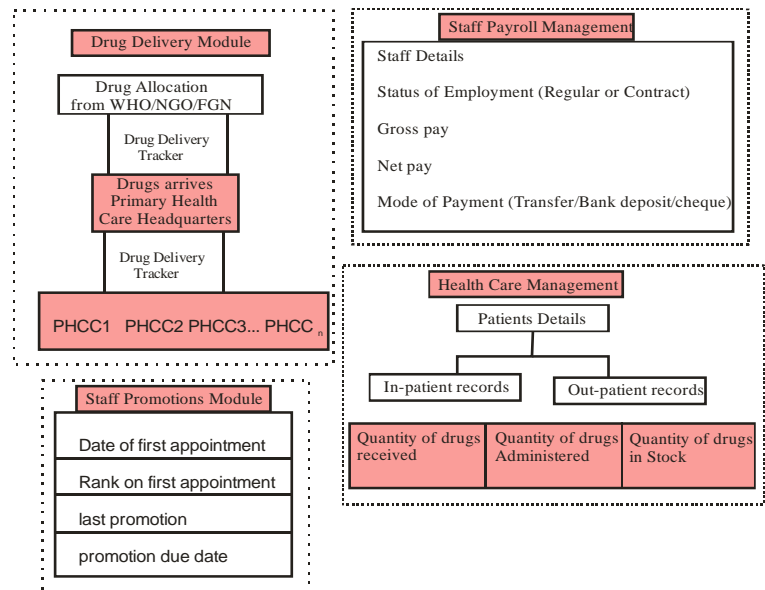 Drug Delivery Module
Drug Allocation
from WHO/NGO/FGN
Drug Delivery
Tracker
Drugs arrives
Primary Health
Care Headquarters
Drug Delivery
Tracker
PHCC1 PHCC2 PHCC3... PHCC n
Staff Promotions Module
Date of first appointment
Rank on first appointment
last promotion
promotion due date
Staff Payroll Management
Staff Details
Status of Employment (Regular or Contract)
Gross pay
Net pay
Mode of Payment (Transfer/Bank deposit/cheque)
Health Care Management
Patients Details
In-patient records
Out-patient records
Quantity of drugs
received
Quantity of drugs
Administered
Quantity of drugs
in Stock